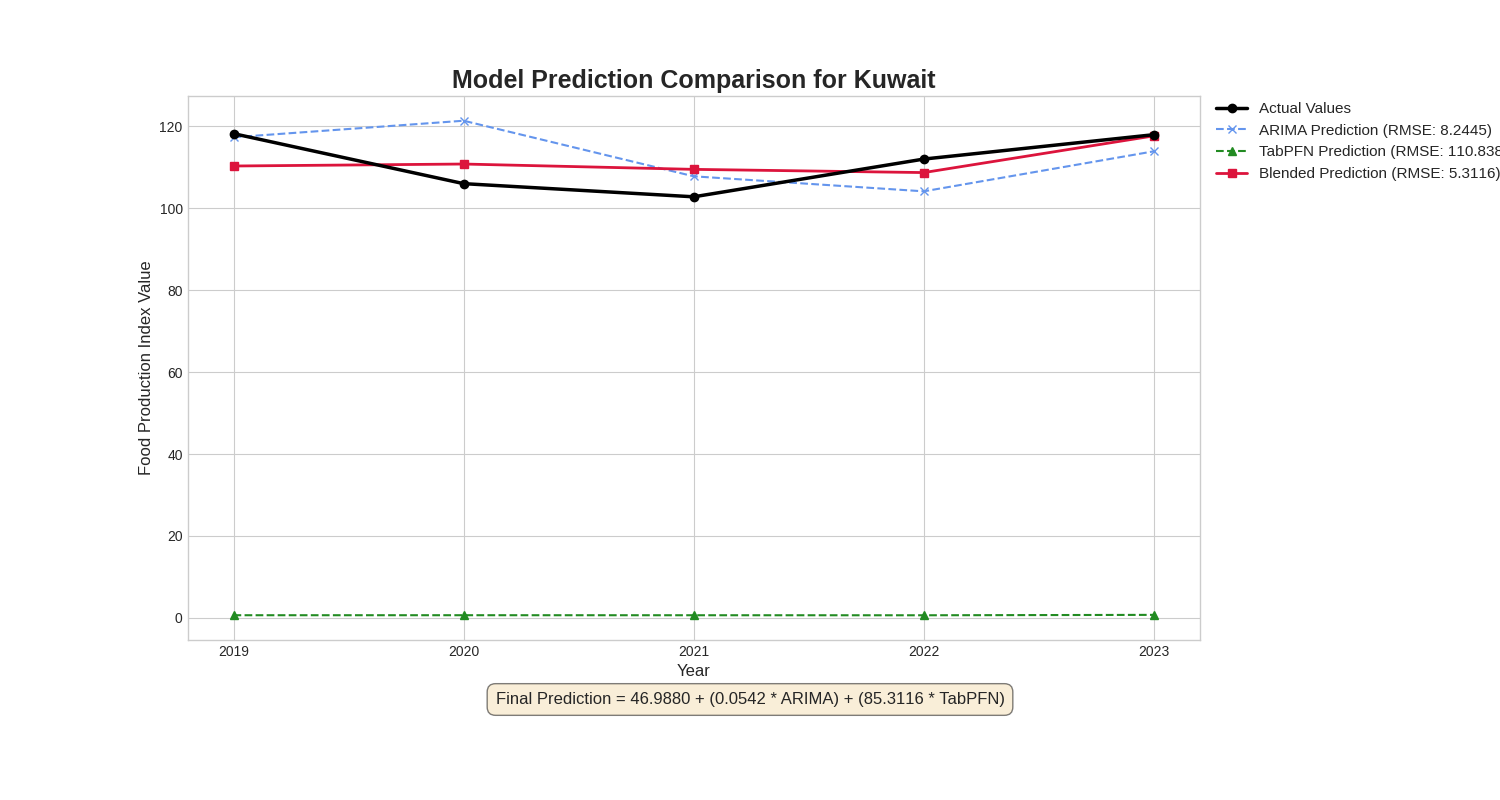 Model Prediction Comparison for Kuwait
Actual Values
ARIMA Prediction (RMSE: 8.2445)
TabPFN Prediction (RMSE: 110.838
Blended Prediction (RMSE: 5.3116)
Food Production Index Value
120
100
80
60
40
20
0
2019 2020 2021 2022 2023
Year
Final Prediction = 46.9880 + (0.0542 * ARIMA) + (85.3116 * TabPFN)